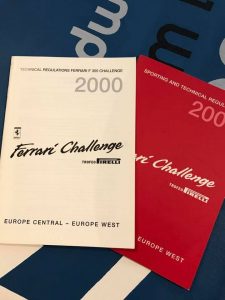 TECHNICAL REGULATIONS FERRARI F 355 CHALLENGE
2000
Ferrari Challenge
TROFEO PIRELLI
EUROPE CENTRAL – EUROPE WEST
SPORTING AND TECHNICAL REGUL
200
rari Challenge
TROFEO PIRELLI
EUROPE WEST